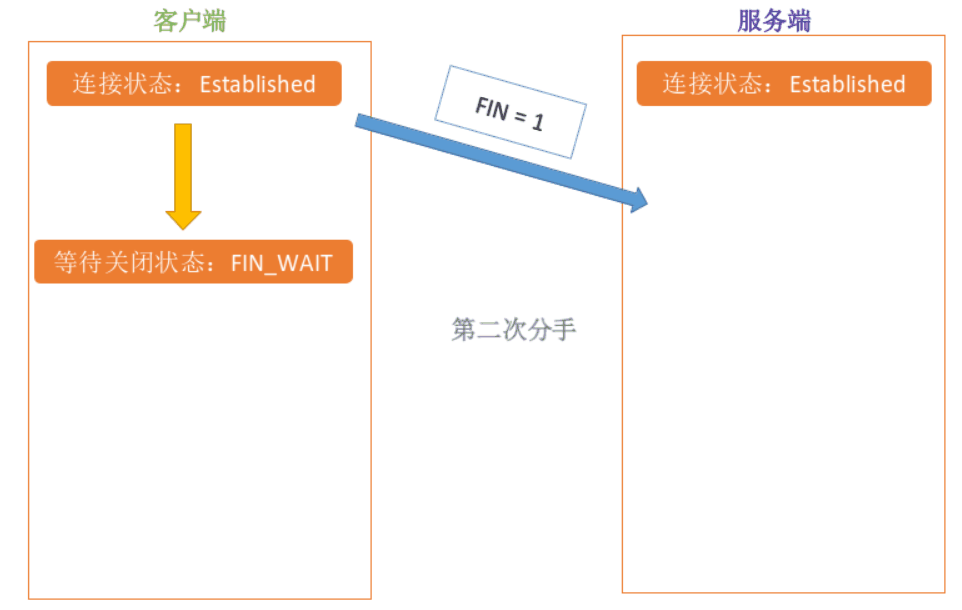 客户端
服务端
连接状态：Established
FIN = 1
连接状态：Established
等待关闭状态：FIN_WAIT
第二次分手